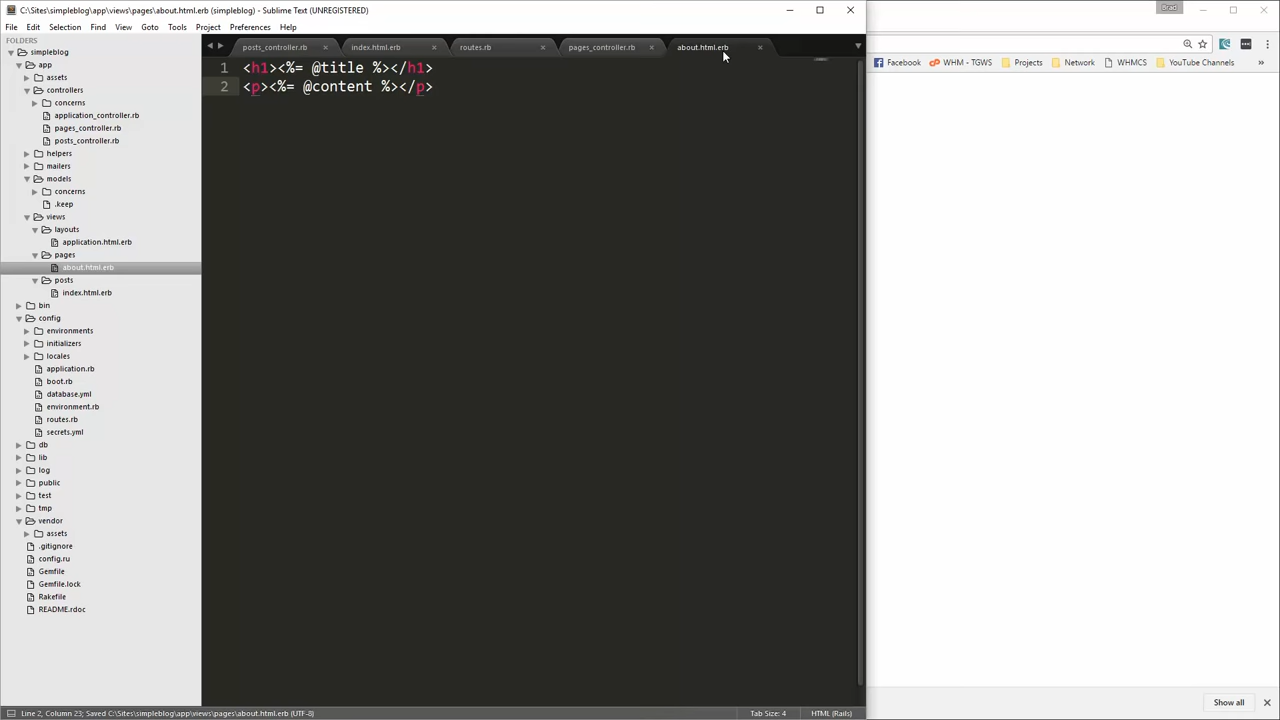 C:\Sites\simpleblog\app\views\pages\about.html.erb (simpleblog) - Sublime Text (UNREGISTERED)
Brad
File Edit Selection Find View Goto Tools Project Preferences Help
FOLDERS
posts_controller.rb
index.html.erb
routes.rb
pages_controller.rb
about.html.erb
Facebook
WHM - TGWS
Projects
Network
WHMCS
YouTube Channels
»
1 <h1><%= @title %></h1>
2 <p><%= @content %></p>
simpleblog
app
assets
controllers
concerns
application_controller.rb
pages_controller.rb
posts_controller.rb
helpers
mailers
models
concerns
.keep
views
layouts
application.html.erb
pages
about.html.erb
posts
index.html.erb
bin
config
environments
initializers
locales
application.rb
boot.rb
database.yml
environment.rb
routes.rb
secrets.yml
db
lib
log
public
test
tmp
vendor
assets
.gitignore
config.ru
Gemfile
Gemfile.lock
Rakefile
README.rdoc
Show all
Line 2, Column 23; Saved C:\Sites\simpleblog\app\views\pages\about.html.erb (UTF-8)
Tab Size: 4
HTML (Rails)